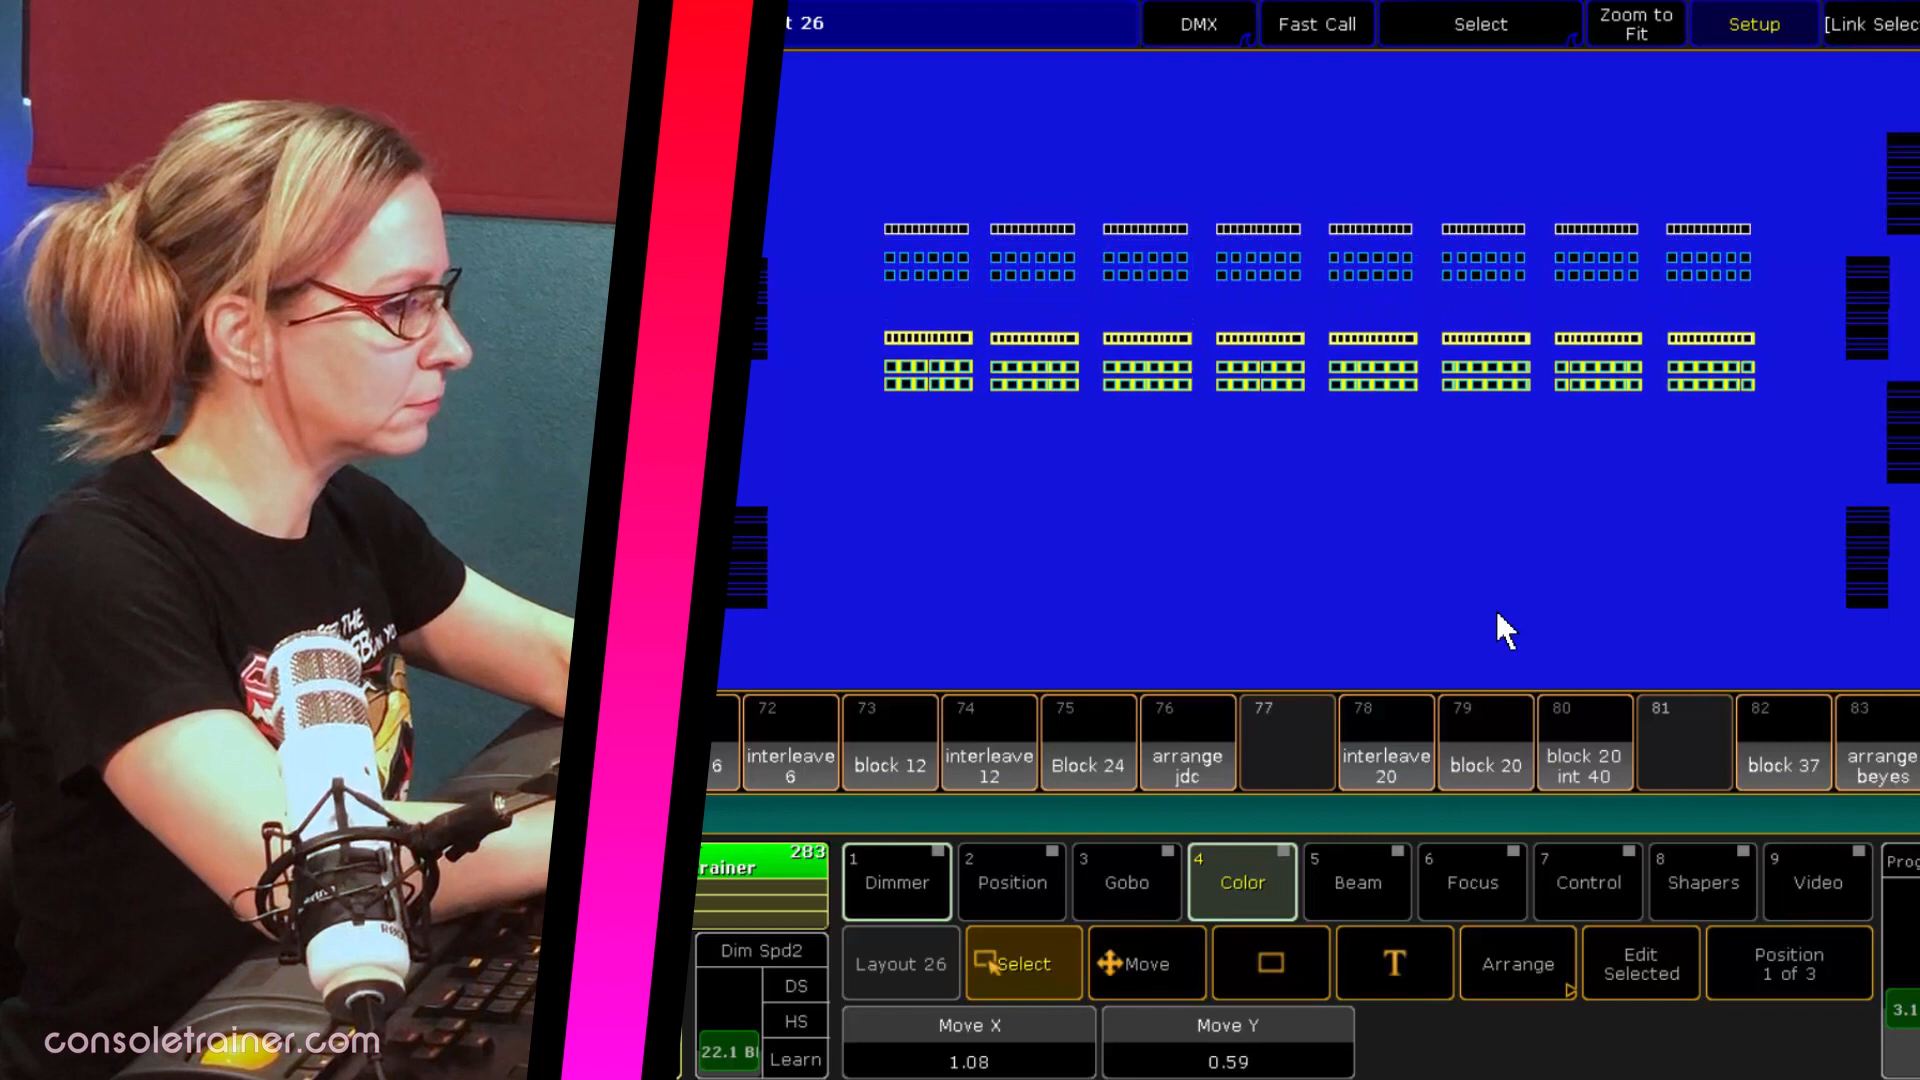 t 26
DMX
Fast Call
Select
Zoom to
Fit
Setup
[Link Selec
6
72
interleave
6
73
block 12
74
interleave
12
75
Block 24
76
arrange
jdc
77
78
interleave
20
79
block 20
80
block 20
int 40
81
82
block 37
83
arrange
beyes
283
rainer
1
Dimmer
2
Position
3
Gobo
4
Color
5
Beam
6
Focus
7
Control
8
Shapers
9
Video
Prog
Dim Spd2
DS
HS
Learn
22.1 B
Layout 26
Select
Move
T
Arrange
Edit
Selected
Position
1 of 3
3.1
Move X
1.08
Move Y
0.59
THE
consoletrainer.com